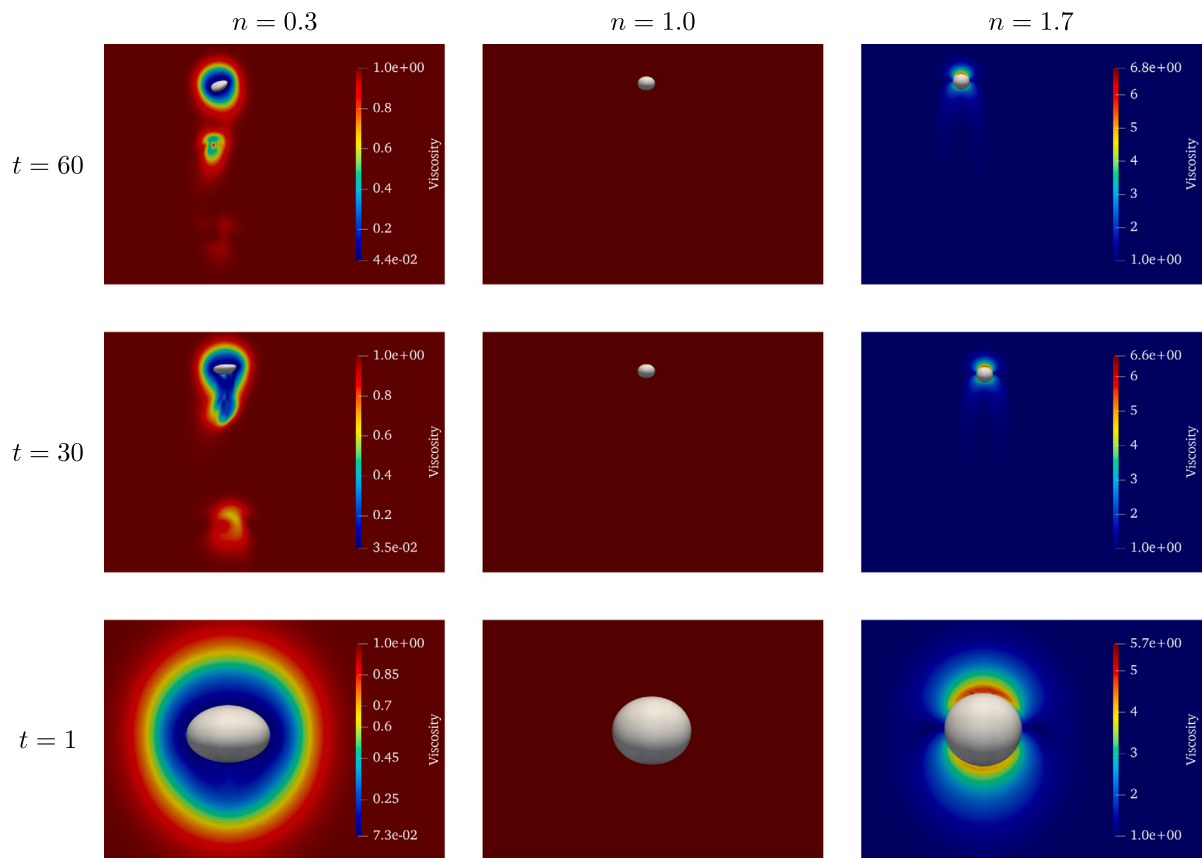 n = 0.3
n = 1.0
n = 1.7
t = 60
1.0e+00
0.8
0.6
0.4
0.2
4.4e-02
Viscosity
6.8e+00
6
5
4
3
2
1.0e+00
Viscosity
t = 30
1.0e+00
0.8
0.6
0.4
0.2
3.5e-02
Viscosity
6.6e+00
6
5
4
3
2
1.0e+00
Viscosity
t = 1
1.0e+00
0.85
0.7
0.6
0.45
0.25
7.3e-02
Viscosity
5.7e+00
5
4
3
2
1.0e+00
Viscosity